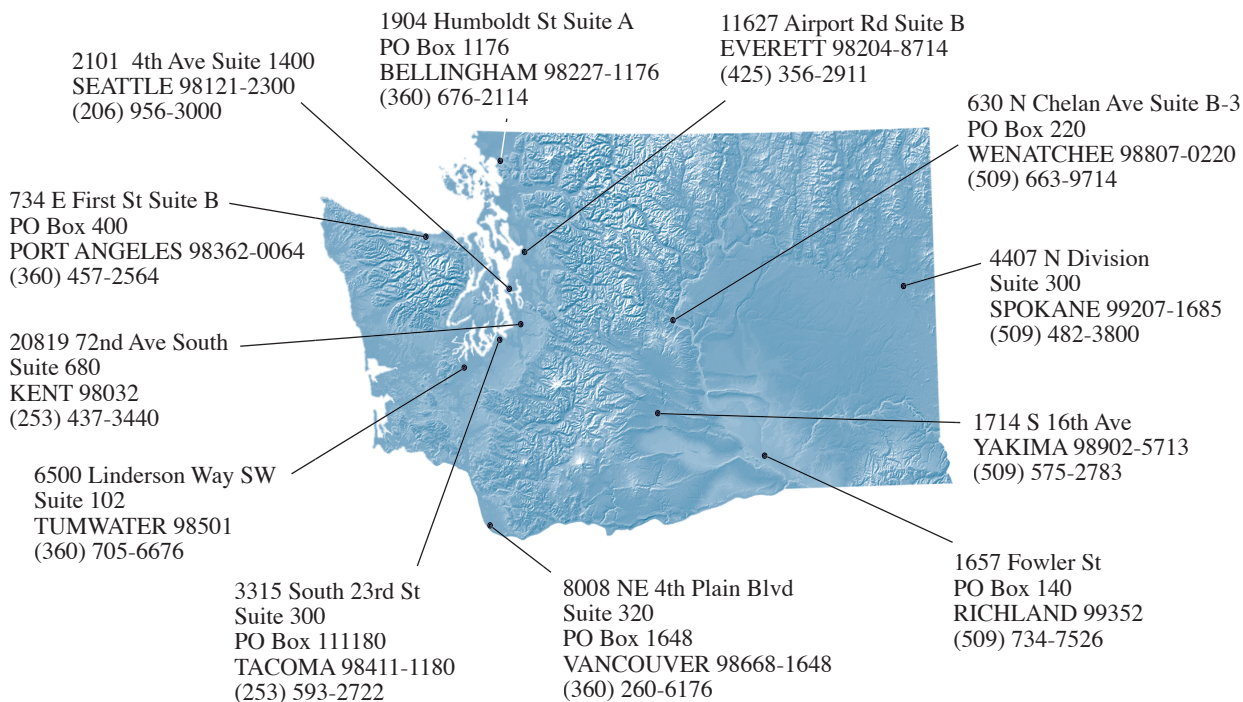 1904 Humboldt St Suite A
PO Box 1176
BELLINGHAM 98227-1176
(360) 676-2114
11627 Airport Rd Suite B
EVERETT 98204-8714
(425) 356-2911
2101 4th Ave Suite 1400
SEATTLE 98121-2300
(206) 956-3000
630 N Chelan Ave Suite B-3
PO Box 220
WENATCHEE 98807-0220
(509) 663-9714
734 E First St Suite B
PO Box 400
PORT ANGELES 98362-0064
(360) 457-2564
4407 N Division
Suite 300
SPOKANE 99207-1685
(509) 482-3800
20819 72nd Ave South
Suite 680
KENT 98032
(253) 437-3440
1714 S 16th Ave
YAKIMA 98902-5713
(509) 575-2783
6500 Linderson Way SW
Suite 102
TUMWATER 98501
(360) 705-6676
3315 South 23rd St
Suite 300
PO Box 111180
TACOMA 98411-1180
(253) 593-2722
8008 NE 4th Plain Blvd
Suite 320
PO Box 1648
VANCOUVER 98668-1648
(360) 260-6176
1657 Fowler St
PO Box 140
RICHLAND 99352
(509) 734-7526